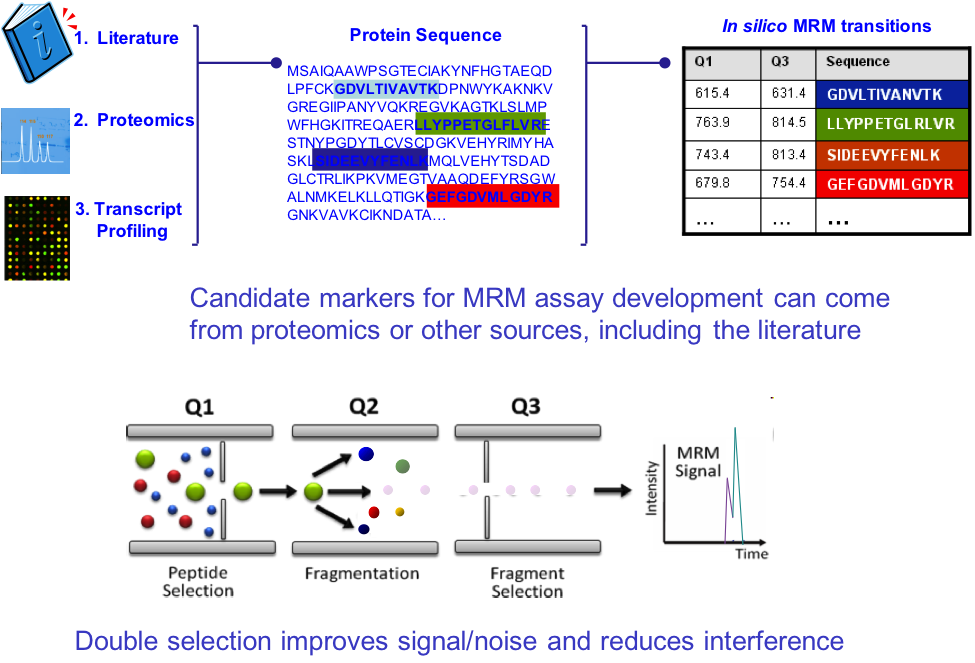 1. Literature
2. Proteomics
3. Transcript
Profiling
Protein Sequence
MSAIQAAWPSGTECIAKYNFHGTAEQD
LPFCKGDVLTIVAVTKDPNWYKAKNKV
GREGIIPANYVQKREGVKAGTKLSLMP
WFHGKITREQAERLLYPPETGLFLVRE
STNYPGDYTLCVSCDGKVEHYRIMYHA
SKLSIDEEVYFENLKMQLVEHYTSDAD
GLCTRLIKPKVMEGTVAAQDEFYRSGW
ALNMKELKLLQTIGKGEFGDVMLGDYR
GNKVAVKCIKNDATA…
In silico MRM transitions
Q1 Q3 Sequence
615.4 631.4 GDVLTIVANVTK
763.9 814.5 LLYPPETGLRLVR
743.4 813.4 SIDEEVYFENLK
679.8 754.4 GEFGDVMLGDYR
... ... ...
Candidate markers for MRM assay development can come
from proteomics or other sources, including the literature
Q1 Q2 Q3
Peptide
Selection
Fragmentation
Fragment
Selection
MRM
Signal
Intensity
Time
Double selection improves signal/noise and reduces interference